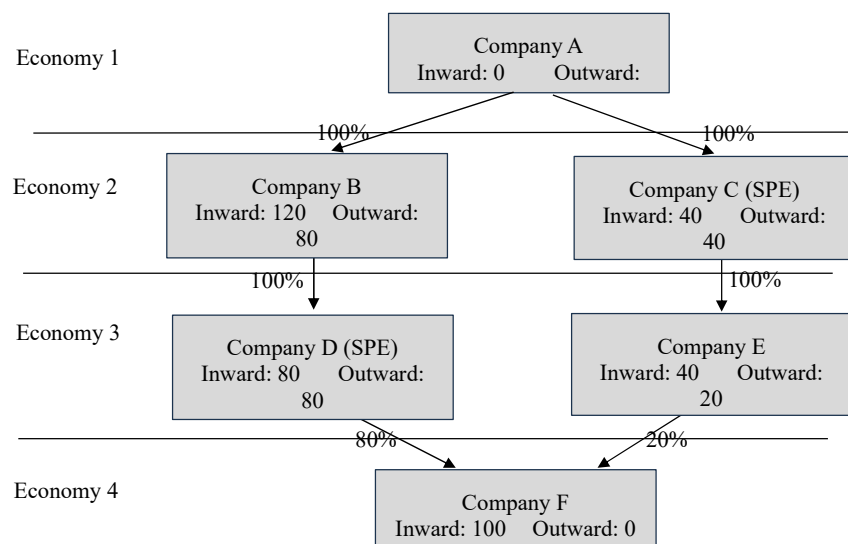 Economy 1
Company A
Inward: 0 Outward:
100% 100%
Economy 2
Company B
Inward: 120 Outward:
80
Company C (SPE)
Inward: 40 Outward:
40
100% 100%
Economy 3
Company D (SPE)
Inward: 80 Outward:
80
Company E
Inward: 40 Outward:
20
80% 20%
Economy 4
Company F
Inward: 100 Outward: 0